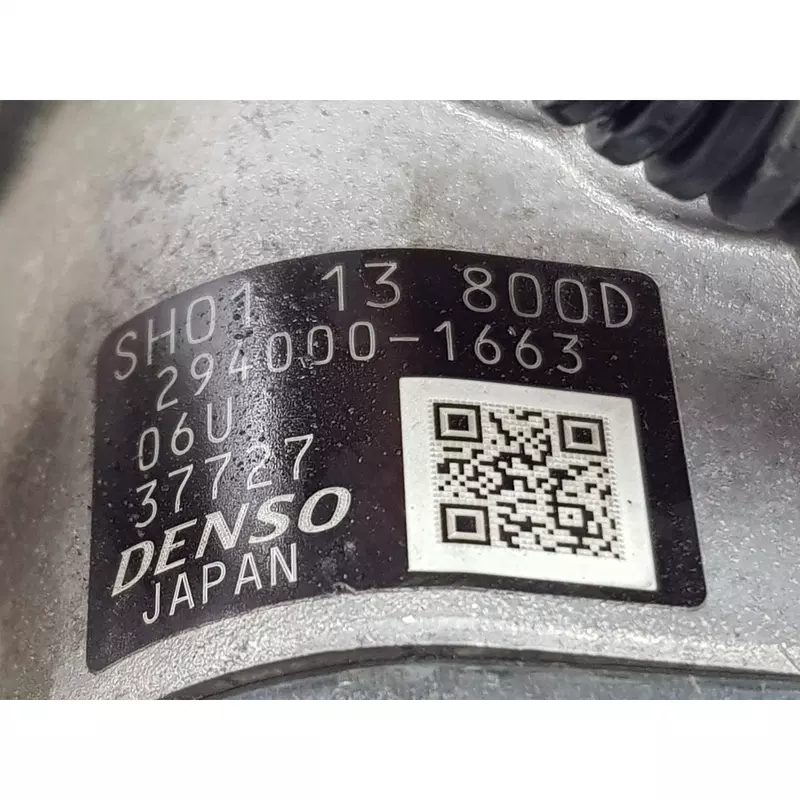 SH01 13 800D
294000-1663
06U
37727
DENSO
JAPAN